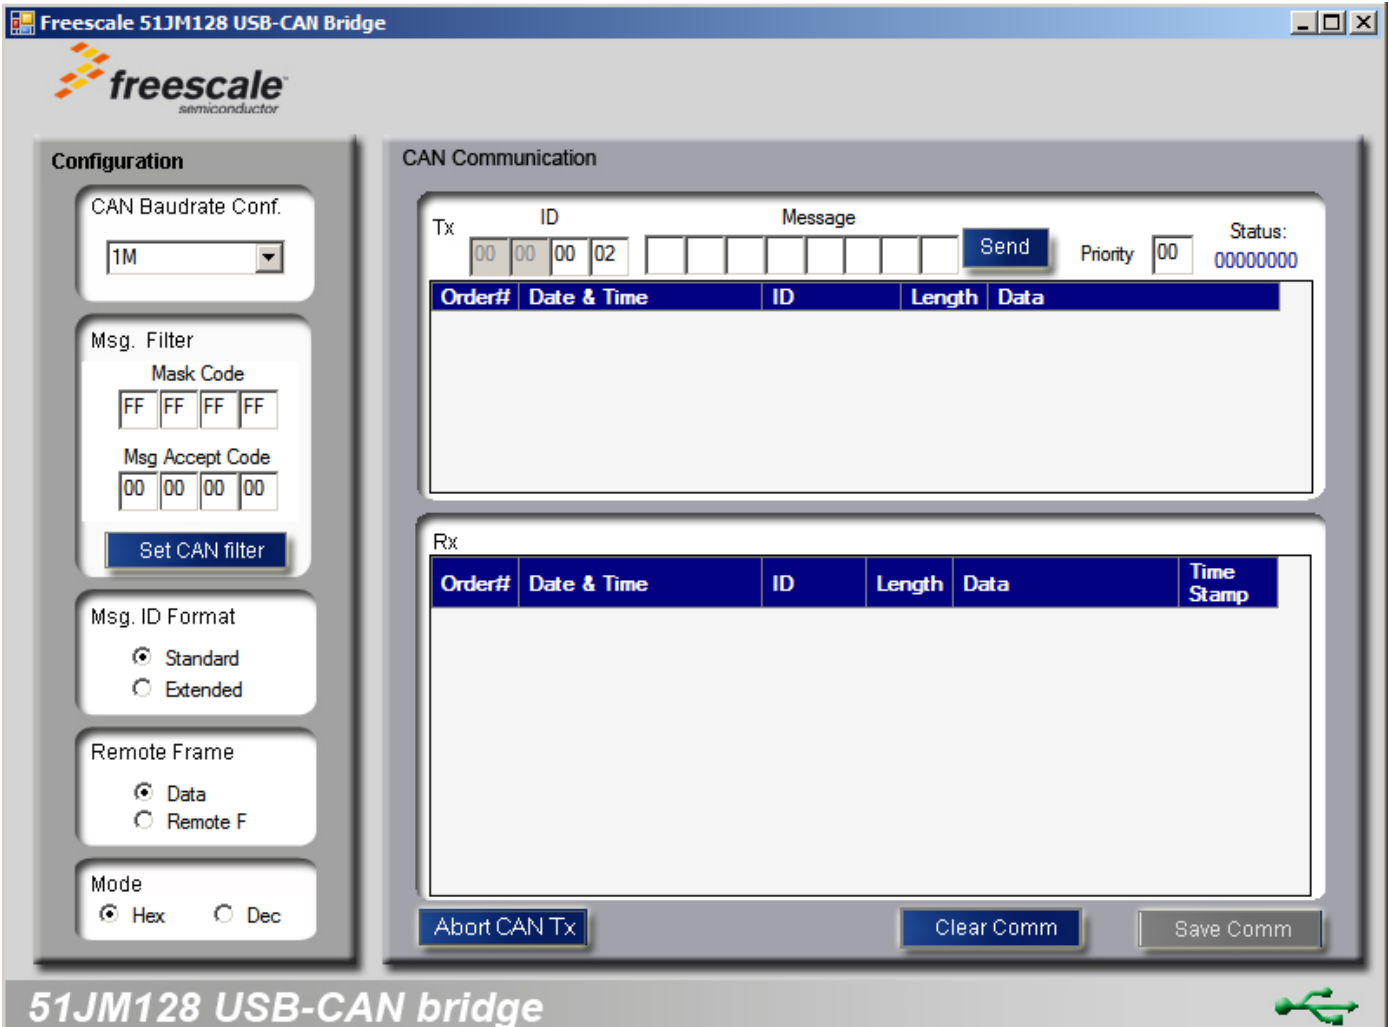 Freescale 51JM128 USB-CAN Bridge
freescale™
semiconductor
Configuration
CAN Baudrate Conf.
1M
Msg. Filter
Mask Code
FF FF FF FF
Msg Accept Code
00 00 00 00
Set CAN filter
Msg. ID Format
Standard
Extended
Remote Frame
Data
Remote F
Mode
Hex Dec
CAN Communication
Tx ID Message Status:
00 00 00 02 Send Priority 00 00000000
Order# Date & Time ID Length Data
Rx
Order# Date & Time ID Length Data Time Stamp
Abort CAN Tx Clear Comm Save Comm
51JM128 USB-CAN bridge